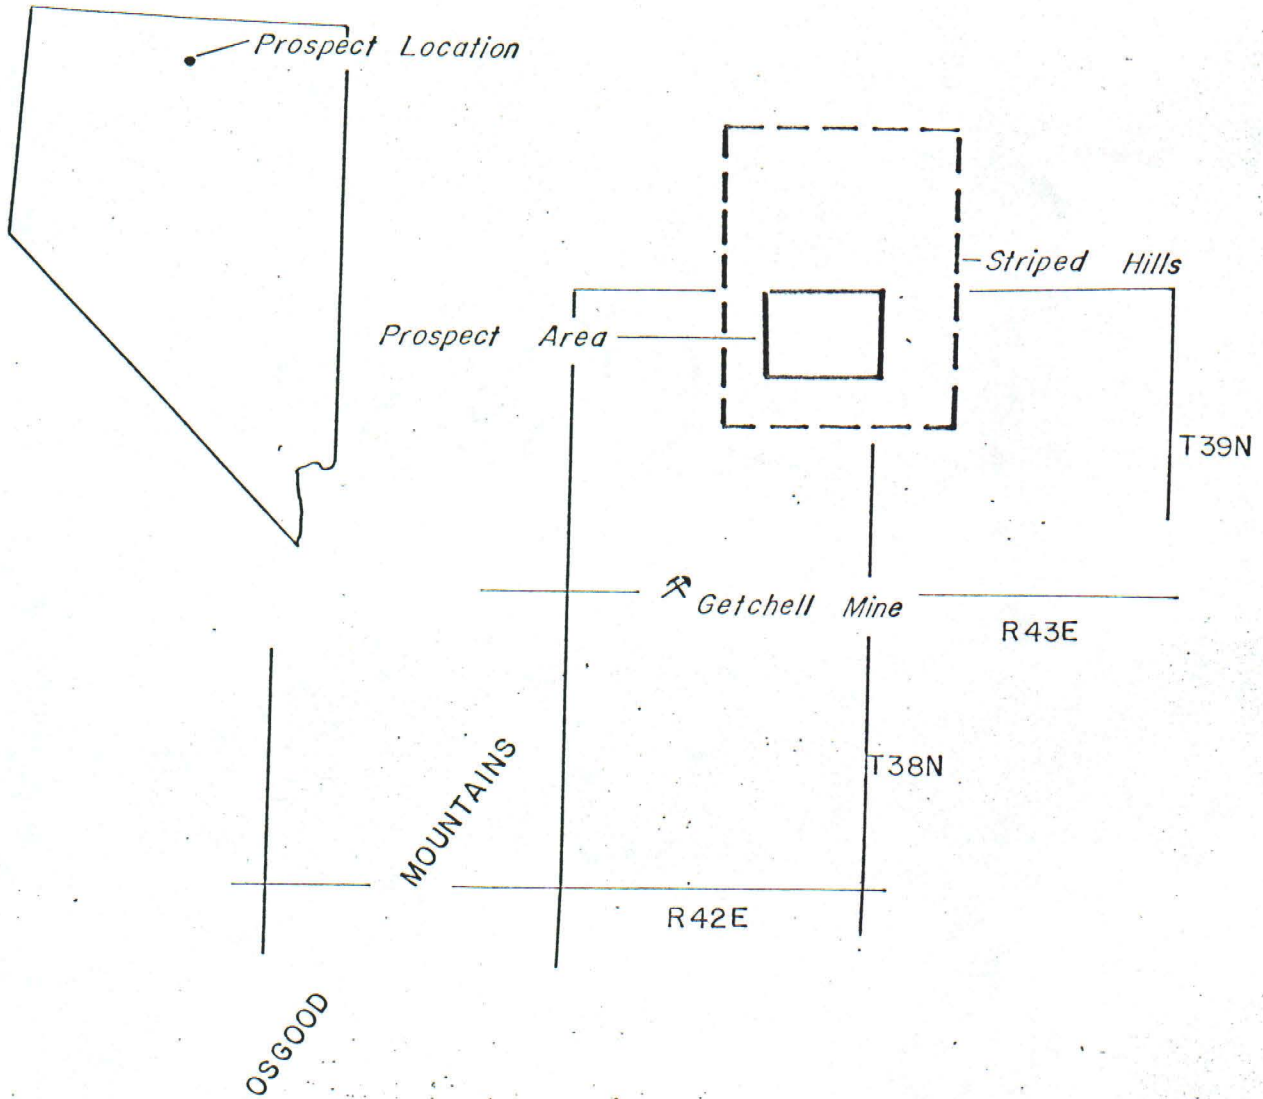 Prospect Location
Striped Hills
Prospect Area
T39N
Getchell Mine
R43E
MOUNTAINS
T38N
R42E
OSGOOD